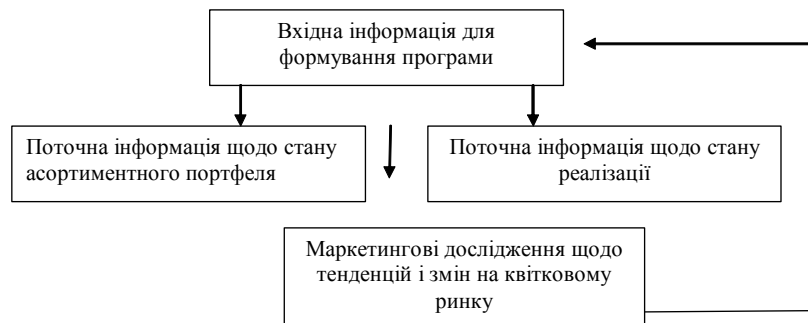 Вхідна інформація для
формування програми
Поточна інформація щодо стану
асортиментного портфеля
Поточна інформація щодо стану
реалізації
Маркетингові дослідження щодо
тенденцій і змін на квітковому
ринку